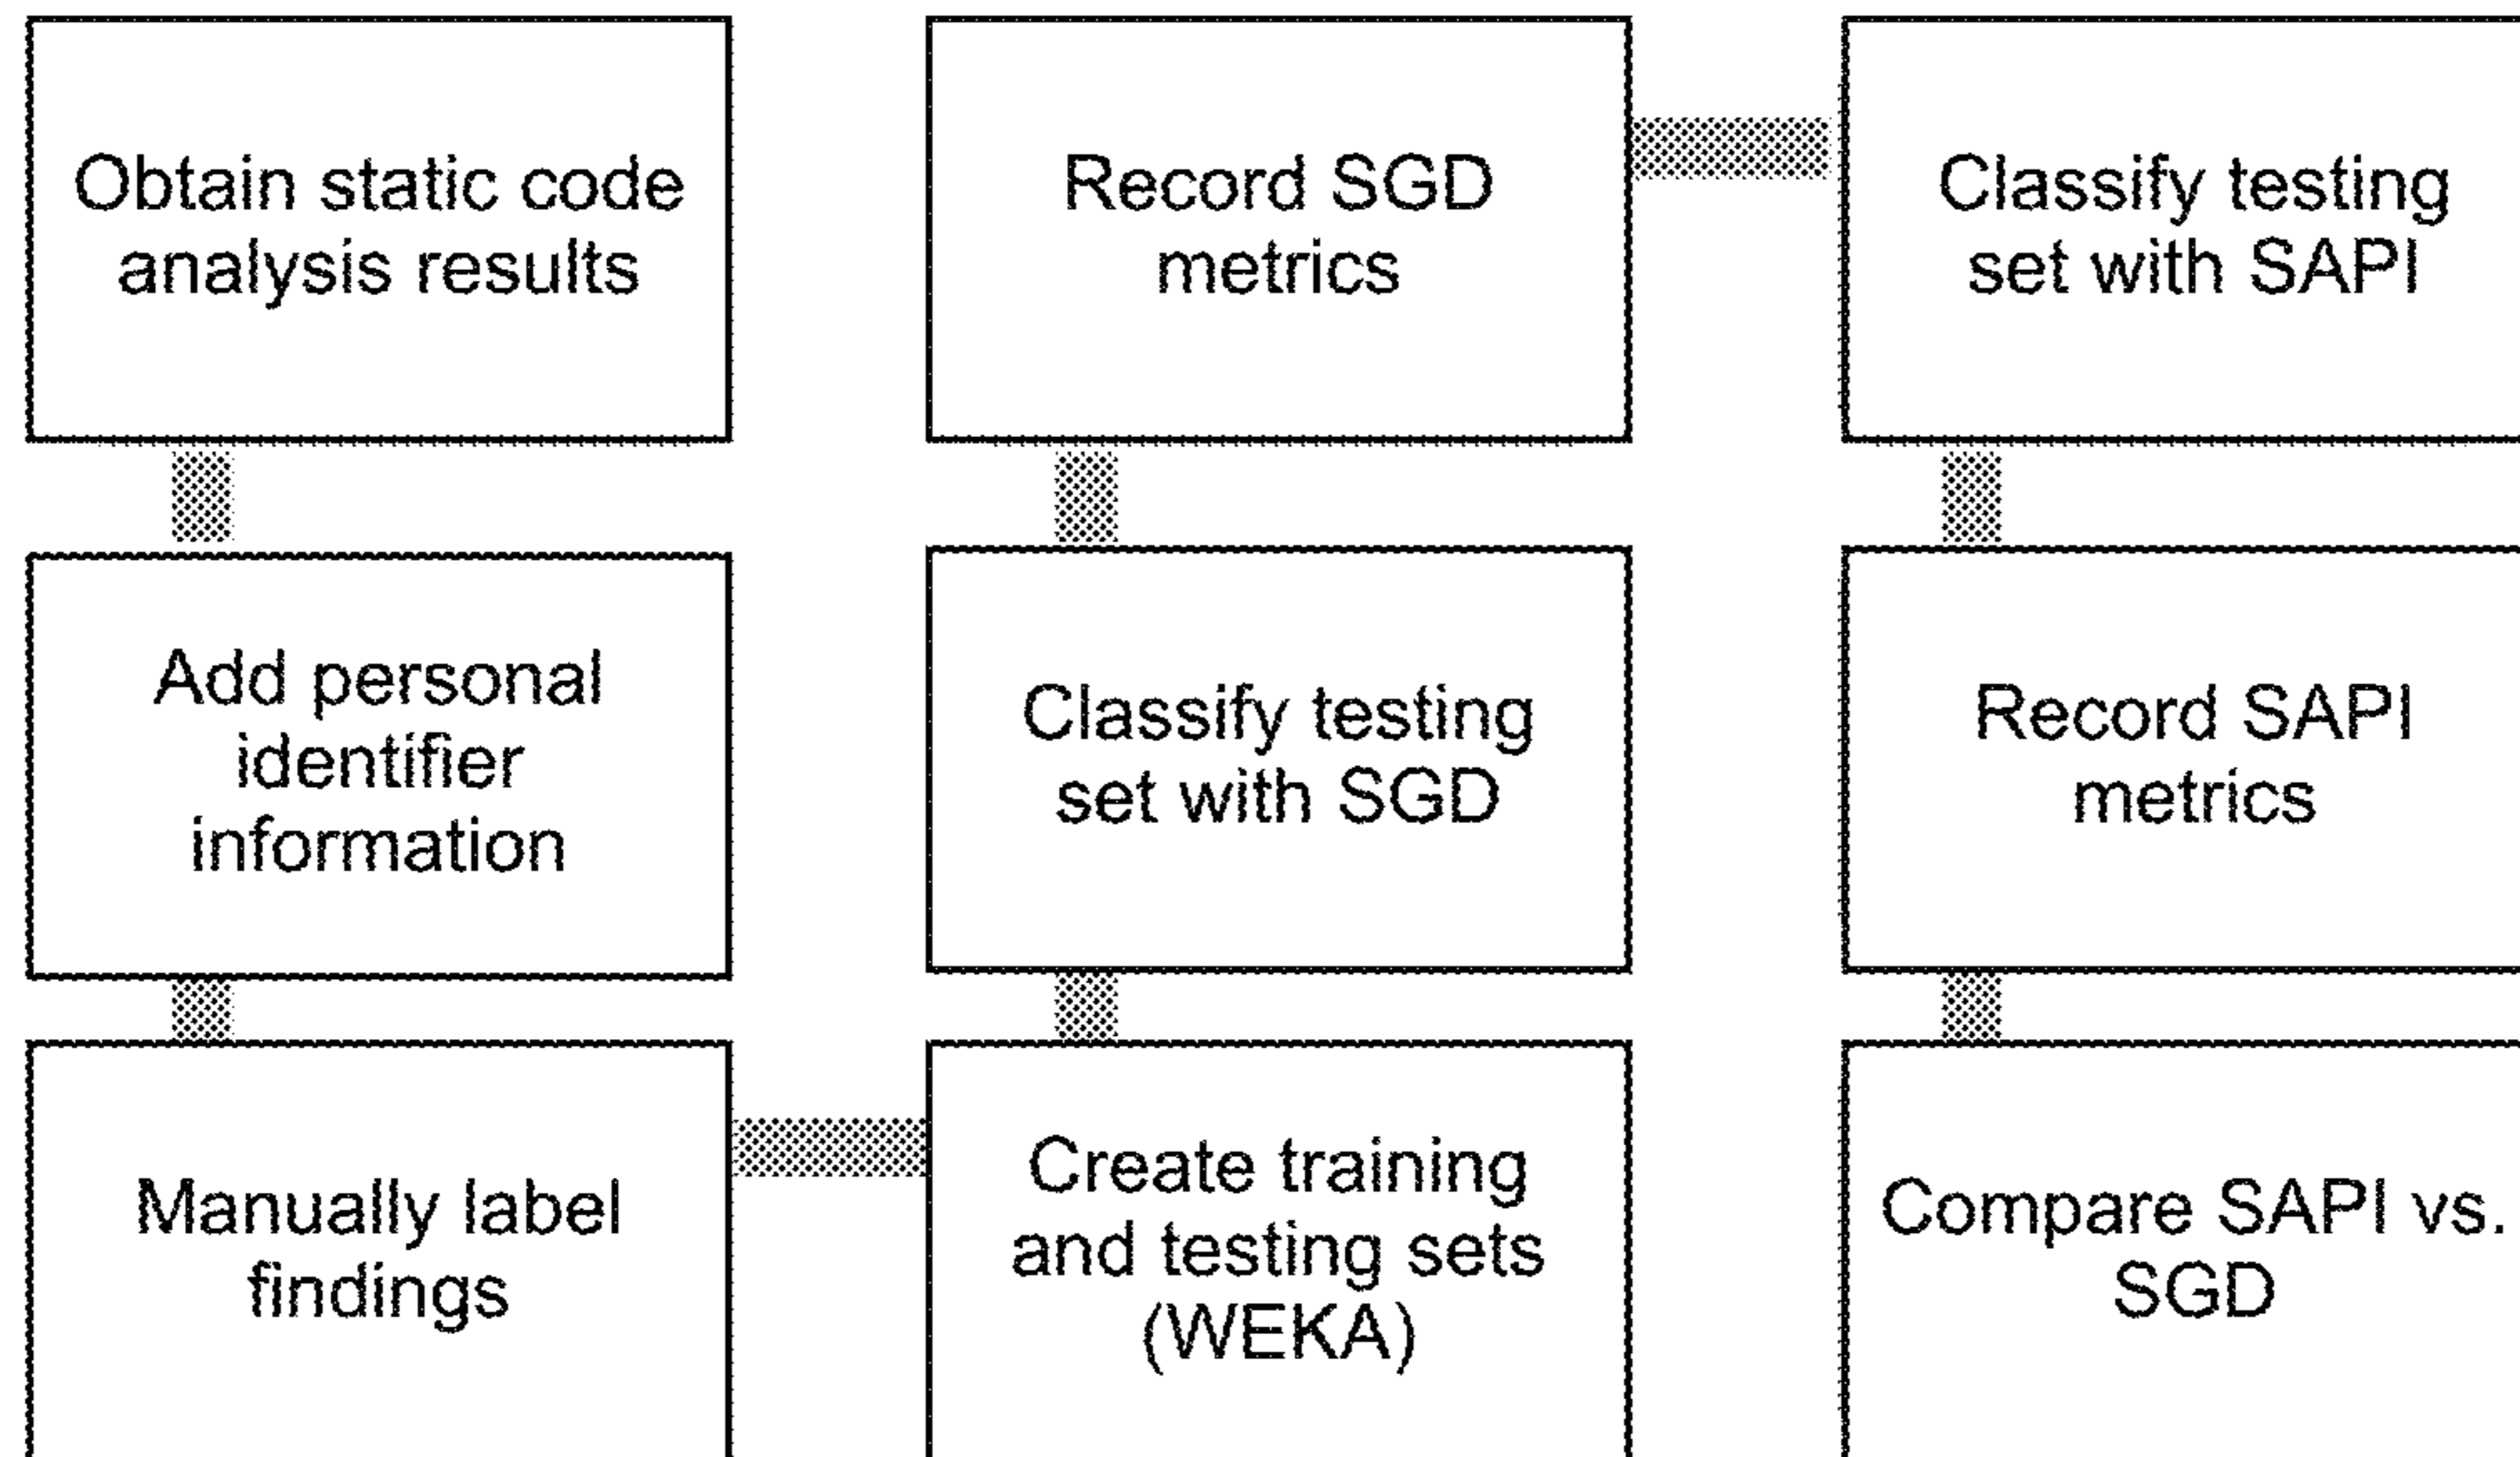 Obtain static code
analysis results
Add personal
identifier
information
Manually label
findings
Create training
and testing sets
(WEKA)
Classify testing
set with SGD
Record SGD
metrics
Classify testing
set with SAPI
Record SAPI
metrics
Compare SAPI vs.
SGD